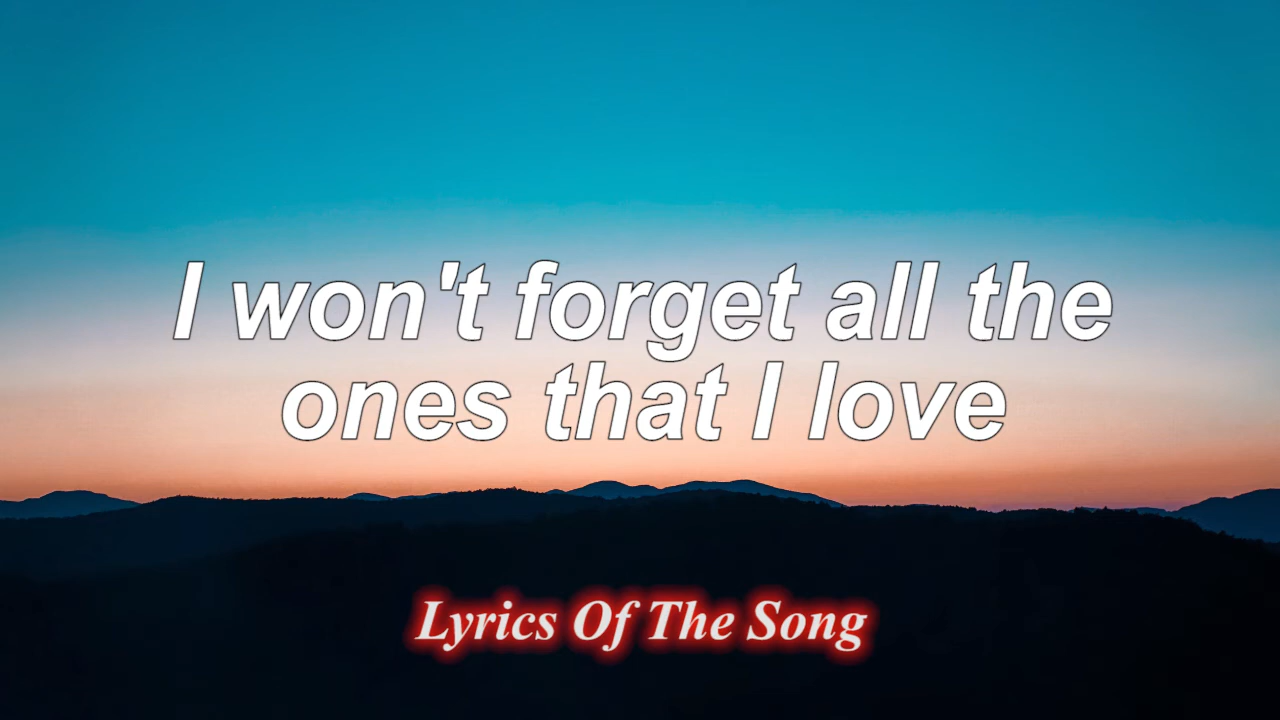 I won't forget all the
ones that I love
Lyrics Of The Song